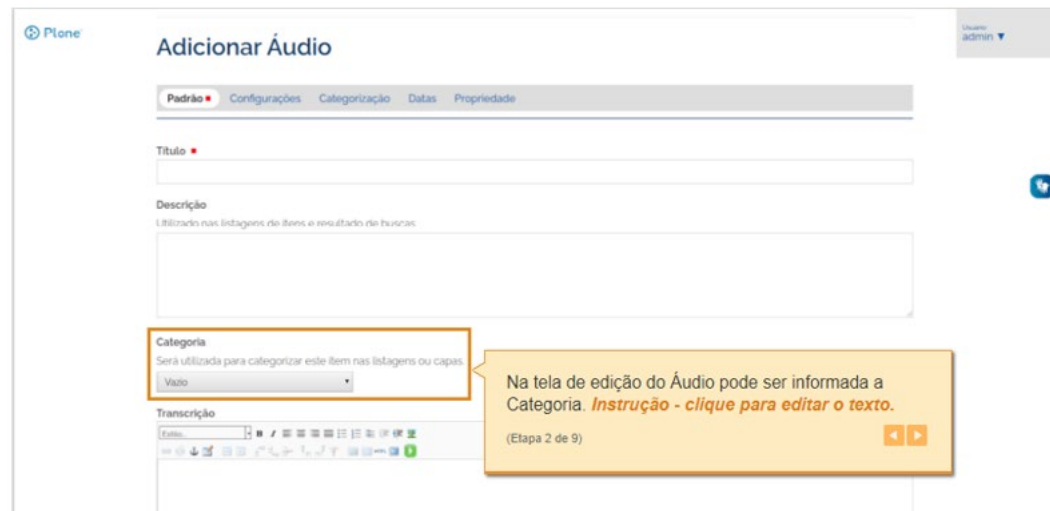 Plone
Usuário
admin ▼
Adicionar Áudio
Padrão Configurações Categorização Datas Propriedade
Título
Descrição
Utilizado nas listagens de itens e resultado de buscas.
Categoria
Será utilizada para categorizar este item nas listagens ou capas.
Vazio
Na tela de edição do Áudio pode ser informada a
Categoria. Instrução - clique para editar o texto.
(Etapa 2 de 9)
Transcrição
Estilo...
B I
HTML